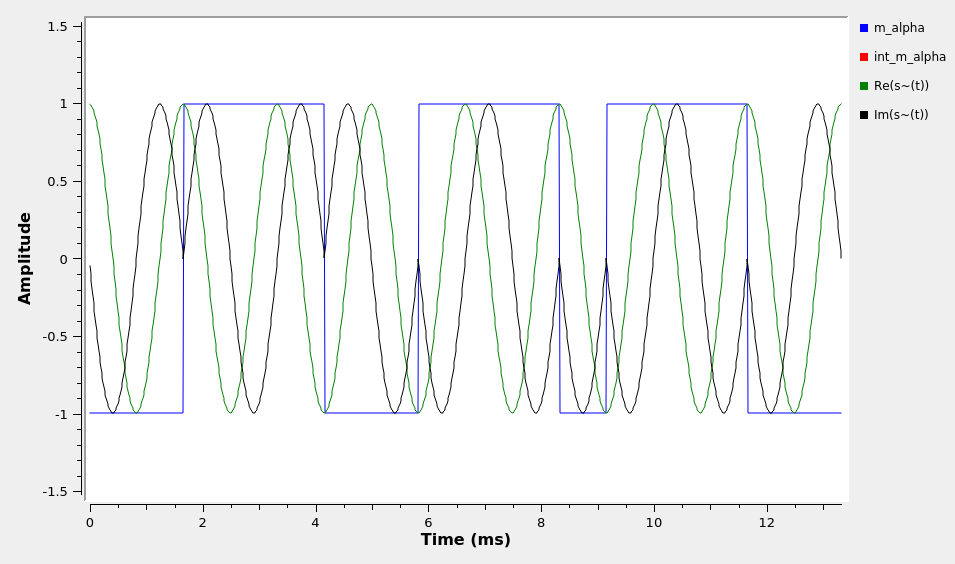 1.5
1
0.5
0
-0.5
-1
-1.5
Amplitude
0 2 4 6 8 10 12
Time (ms)
m_alpha
int_m_alpha
Re(s~(t))
Im(s~(t))